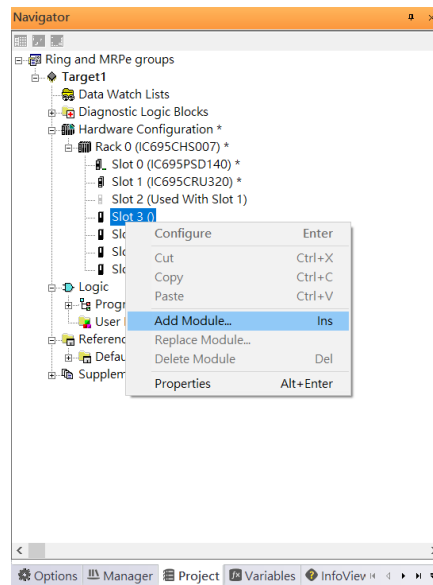 Navigator
Ring and MRPe groups
Target1
Data Watch Lists
Diagnostic Logic Blocks
Hardware Configuration *
Rack 0 (IC695CHS007) *
Slot 0 (IC695PSD140) *
Slot 1 (IC695CRU320) *
Slot 2 (Used With Slot 1)
Slot 3 ()
Configure Enter
Cut Ctrl+X
Copy Ctrl+C
Paste Ctrl+V
Logic
Add Module... Ins
Replace Module...
Delete Module Del
Properties Alt+Enter
Options Manager Project Variables InfoView